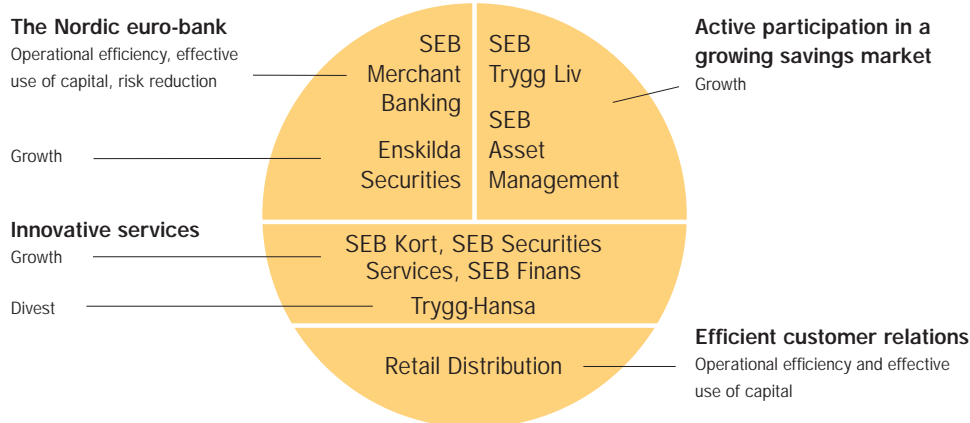 The Nordic euro-bank
Operational efficiency, effective
use of capital, risk reduction
Growth
SEB
Merchant
Banking
Enskilda
Securities
SEB
Trygg Liv
SEB
Asset
Management
Active participation in a
growing savings market
Growth
Innovative services
Growth
Divest
SEB Kort, SEB Securities
Services, SEB Finans
Trygg-Hansa
Retail Distribution
Efficient customer relations
Operational efficiency and effective
use of capital